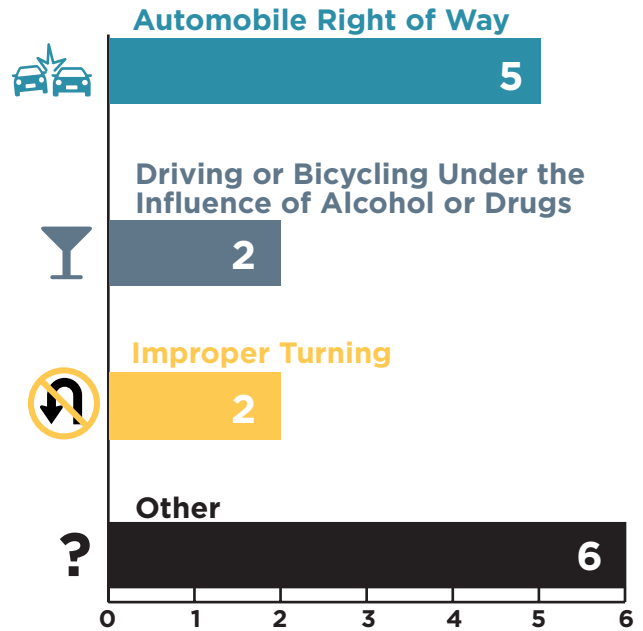 Automobile Right of Way
5
Driving or Bicycling Under the
Influence of Alcohol or Drugs
2
Improper Turning
2
Other
?
6
0 1 2 3 4 5 6